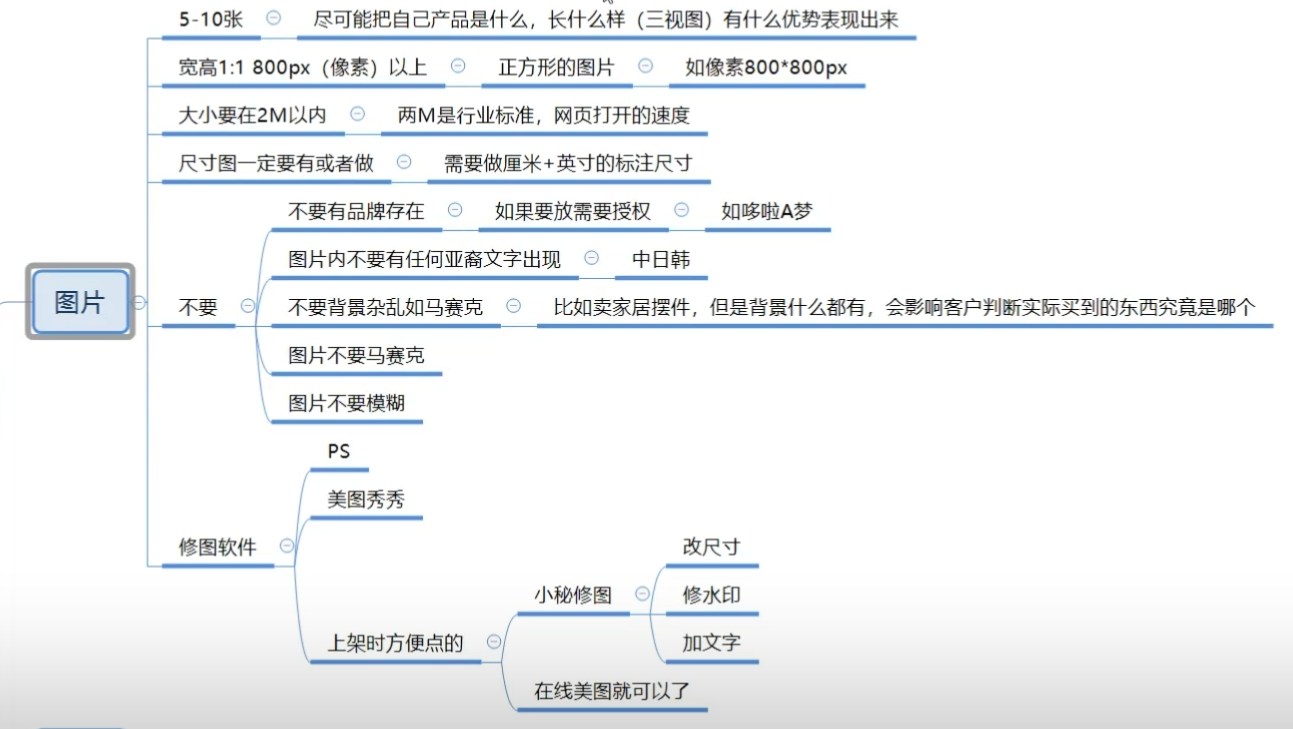 5-10张 尽可能把自己产品是什么，长什么样（三视图）有什么优势表现出来
宽高1:1 800px（像素）以上 正方形的图片 如像素800*800px
大小要在2M以内 两M是行业标准，网页打开的速度
尺寸图一定要有或者做 需要做厘米+英寸的标注尺寸
不要有品牌存在 如果要放需要授权 如哆啦A梦
图片内不要有任何亚裔文字出现 中日韩
图片
不要 不要背景杂乱如马赛克 比如卖家居摆件，但是背景什么都有，会影响客户判断实际买到的东西究竟是哪个
图片不要马赛克
图片不要模糊
PS
美图秀秀
修图软件
改尺寸
小秘修图 修水印
上架时方便点的 加文字
在线美图就可以了